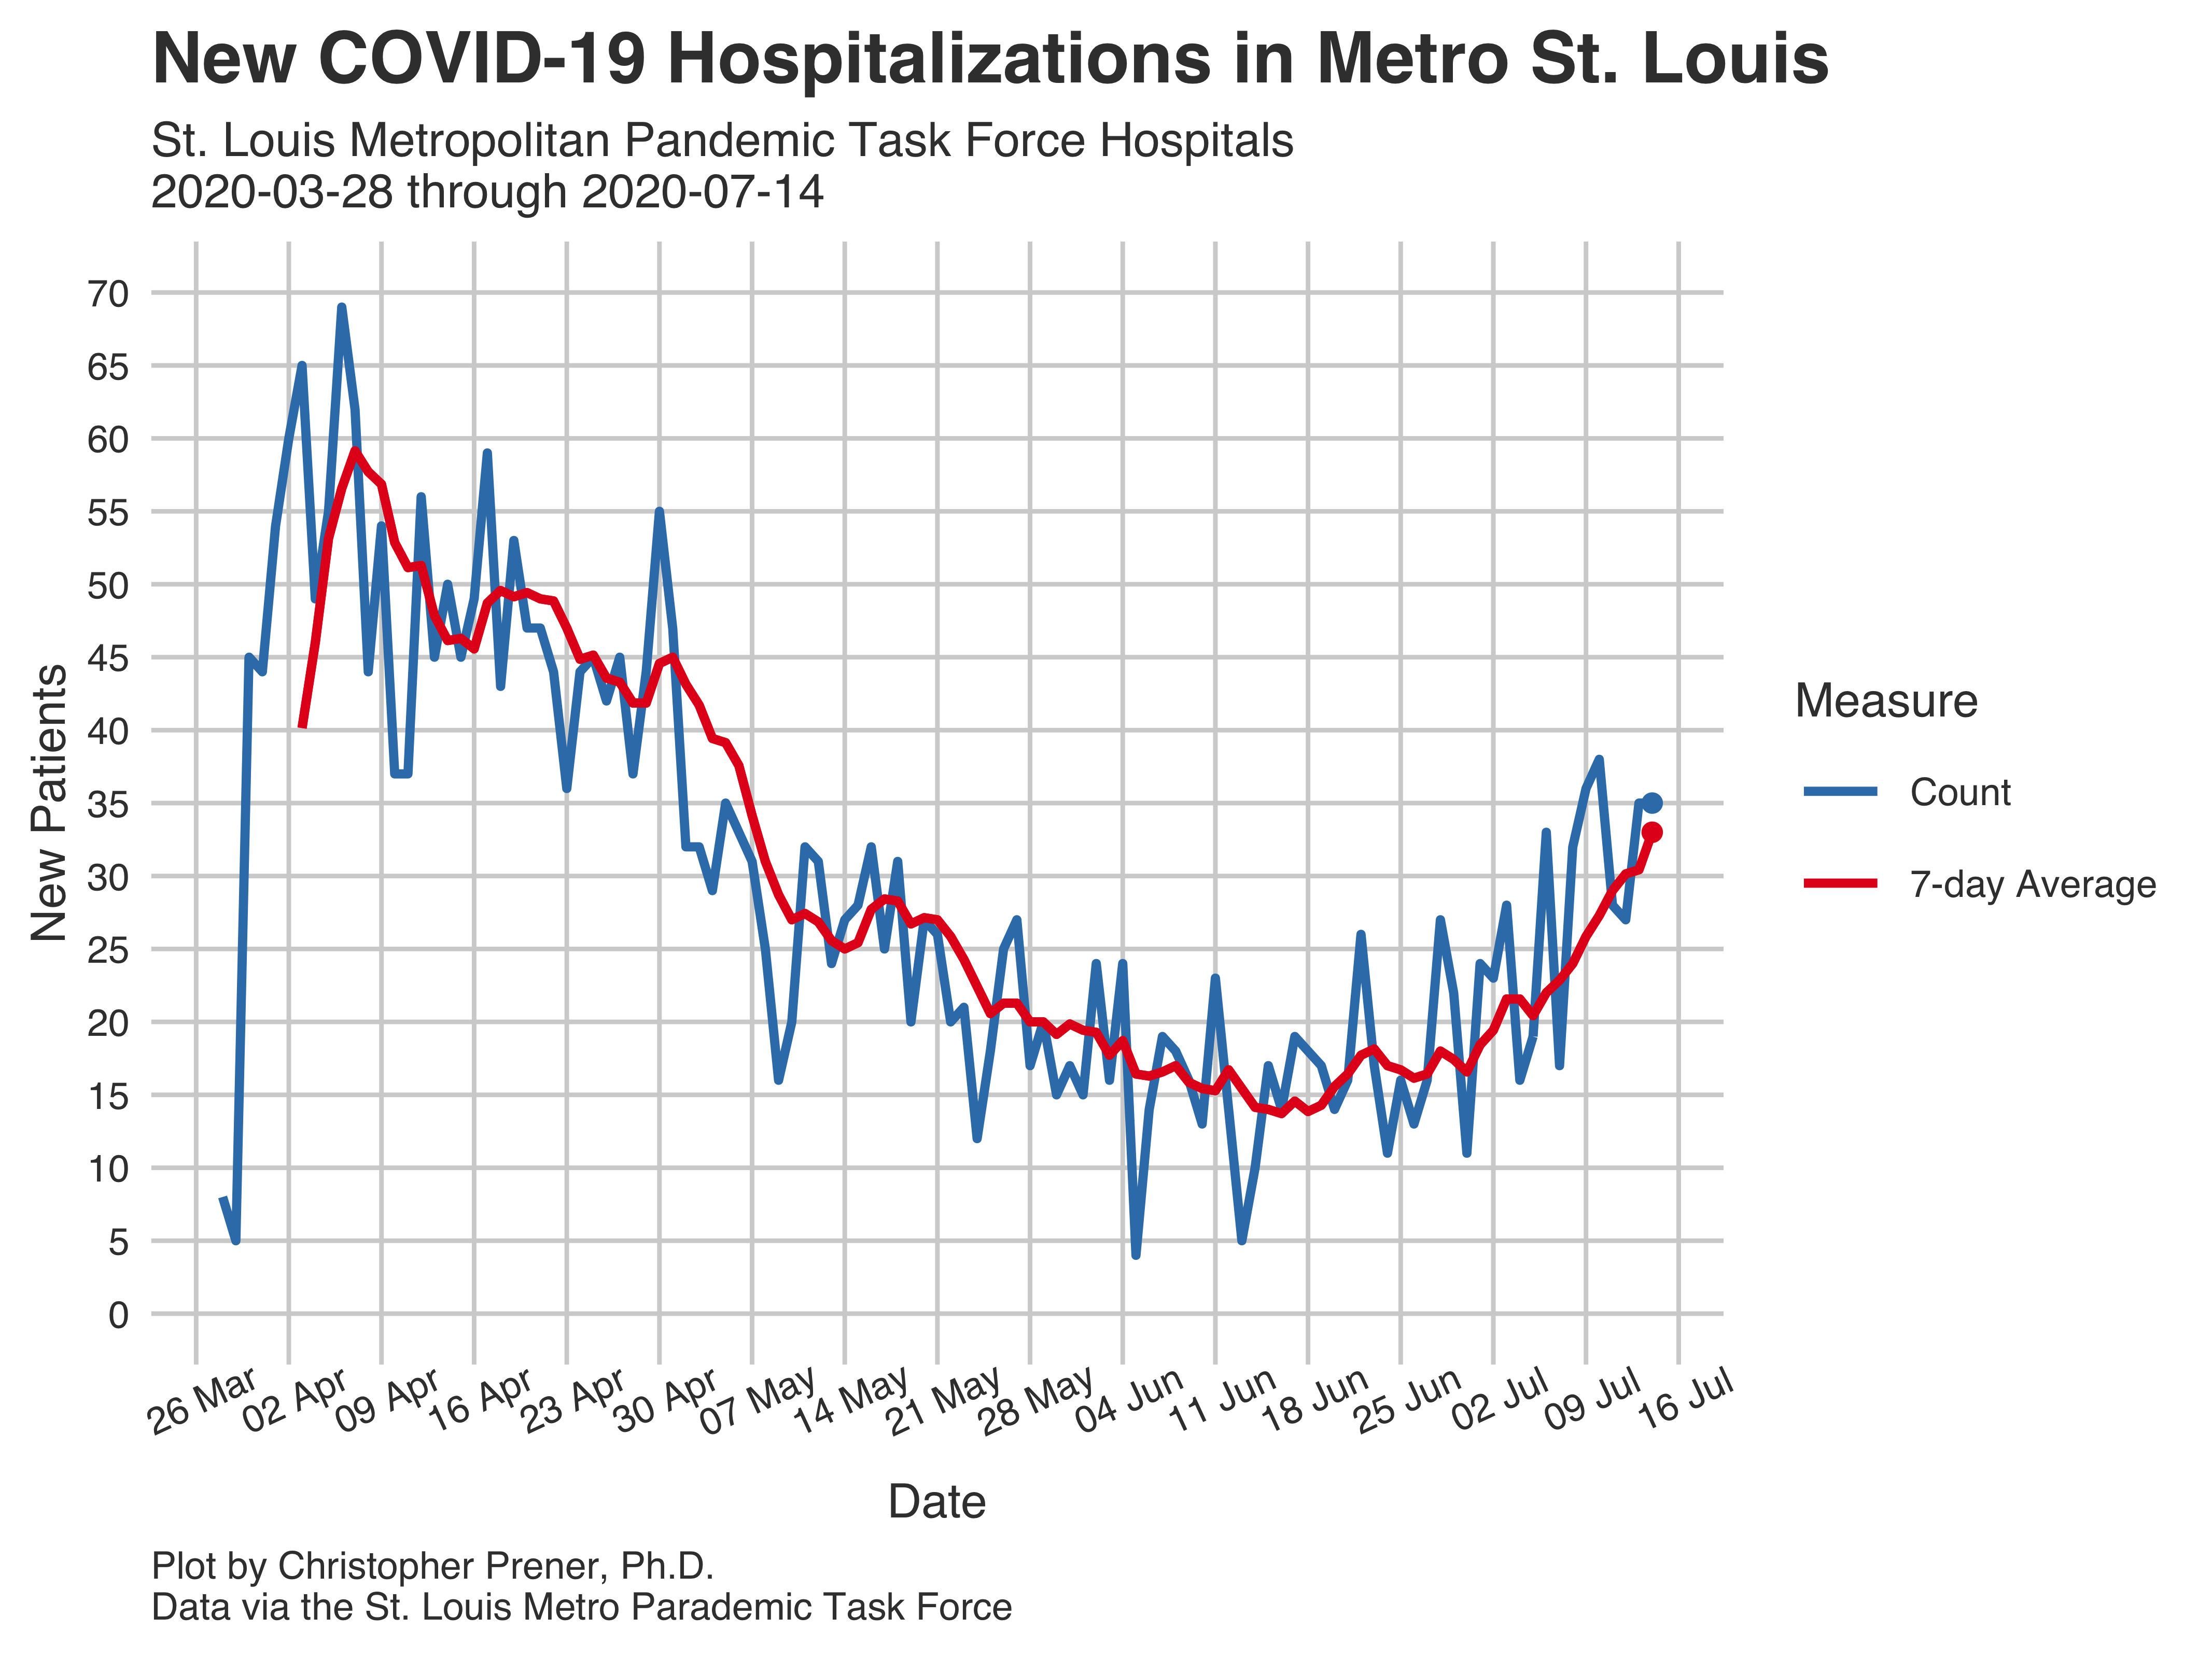 New COVID-19 Hospitalizations in Metro St. Louis
St. Louis Metropolitan Pandemic Task Force Hospitals
2020-03-28 through 2020-07-14
New Patients
70
65
60
55
50
45
40
35
30
25
20
15
10
5
0
26 Mar
02 Apr
09 Apr
16 Apr
23 Apr
30 Apr
07 May
14 May
21 May
28 May
04 Jun
11 Jun
18 Jun
25 Jun
02 Jul
09 Jul
16 Jul
Date
Measure
Count
7-day Average
Plot by Christopher Prener, Ph.D.
Data via the St. Louis Metro Parademic Task Force